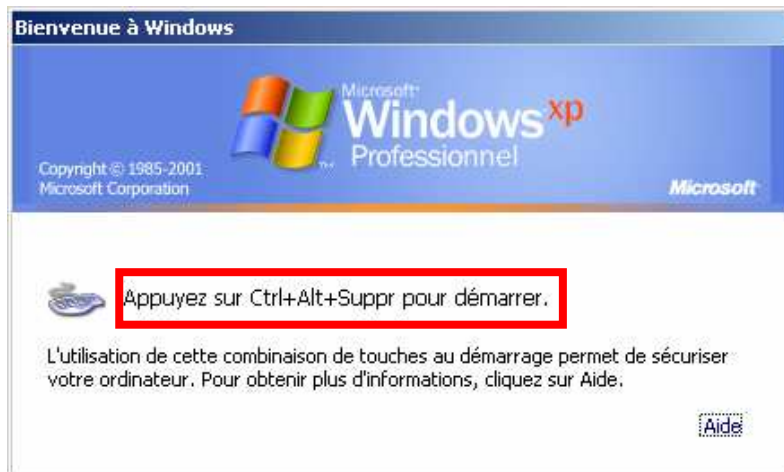 Bienvenue à Windows
Microsoft
Windows xp
Professionnel
Copyright © 1985-2001
Microsoft Corporation
Microsoft
Appuyez sur Ctrl+Alt+Suppr pour démarrer.
L'utilisation de cette combinaison de touches au démarrage permet de sécuriser
votre ordinateur. Pour obtenir plus d'informations, cliquez sur Aide.
Aide